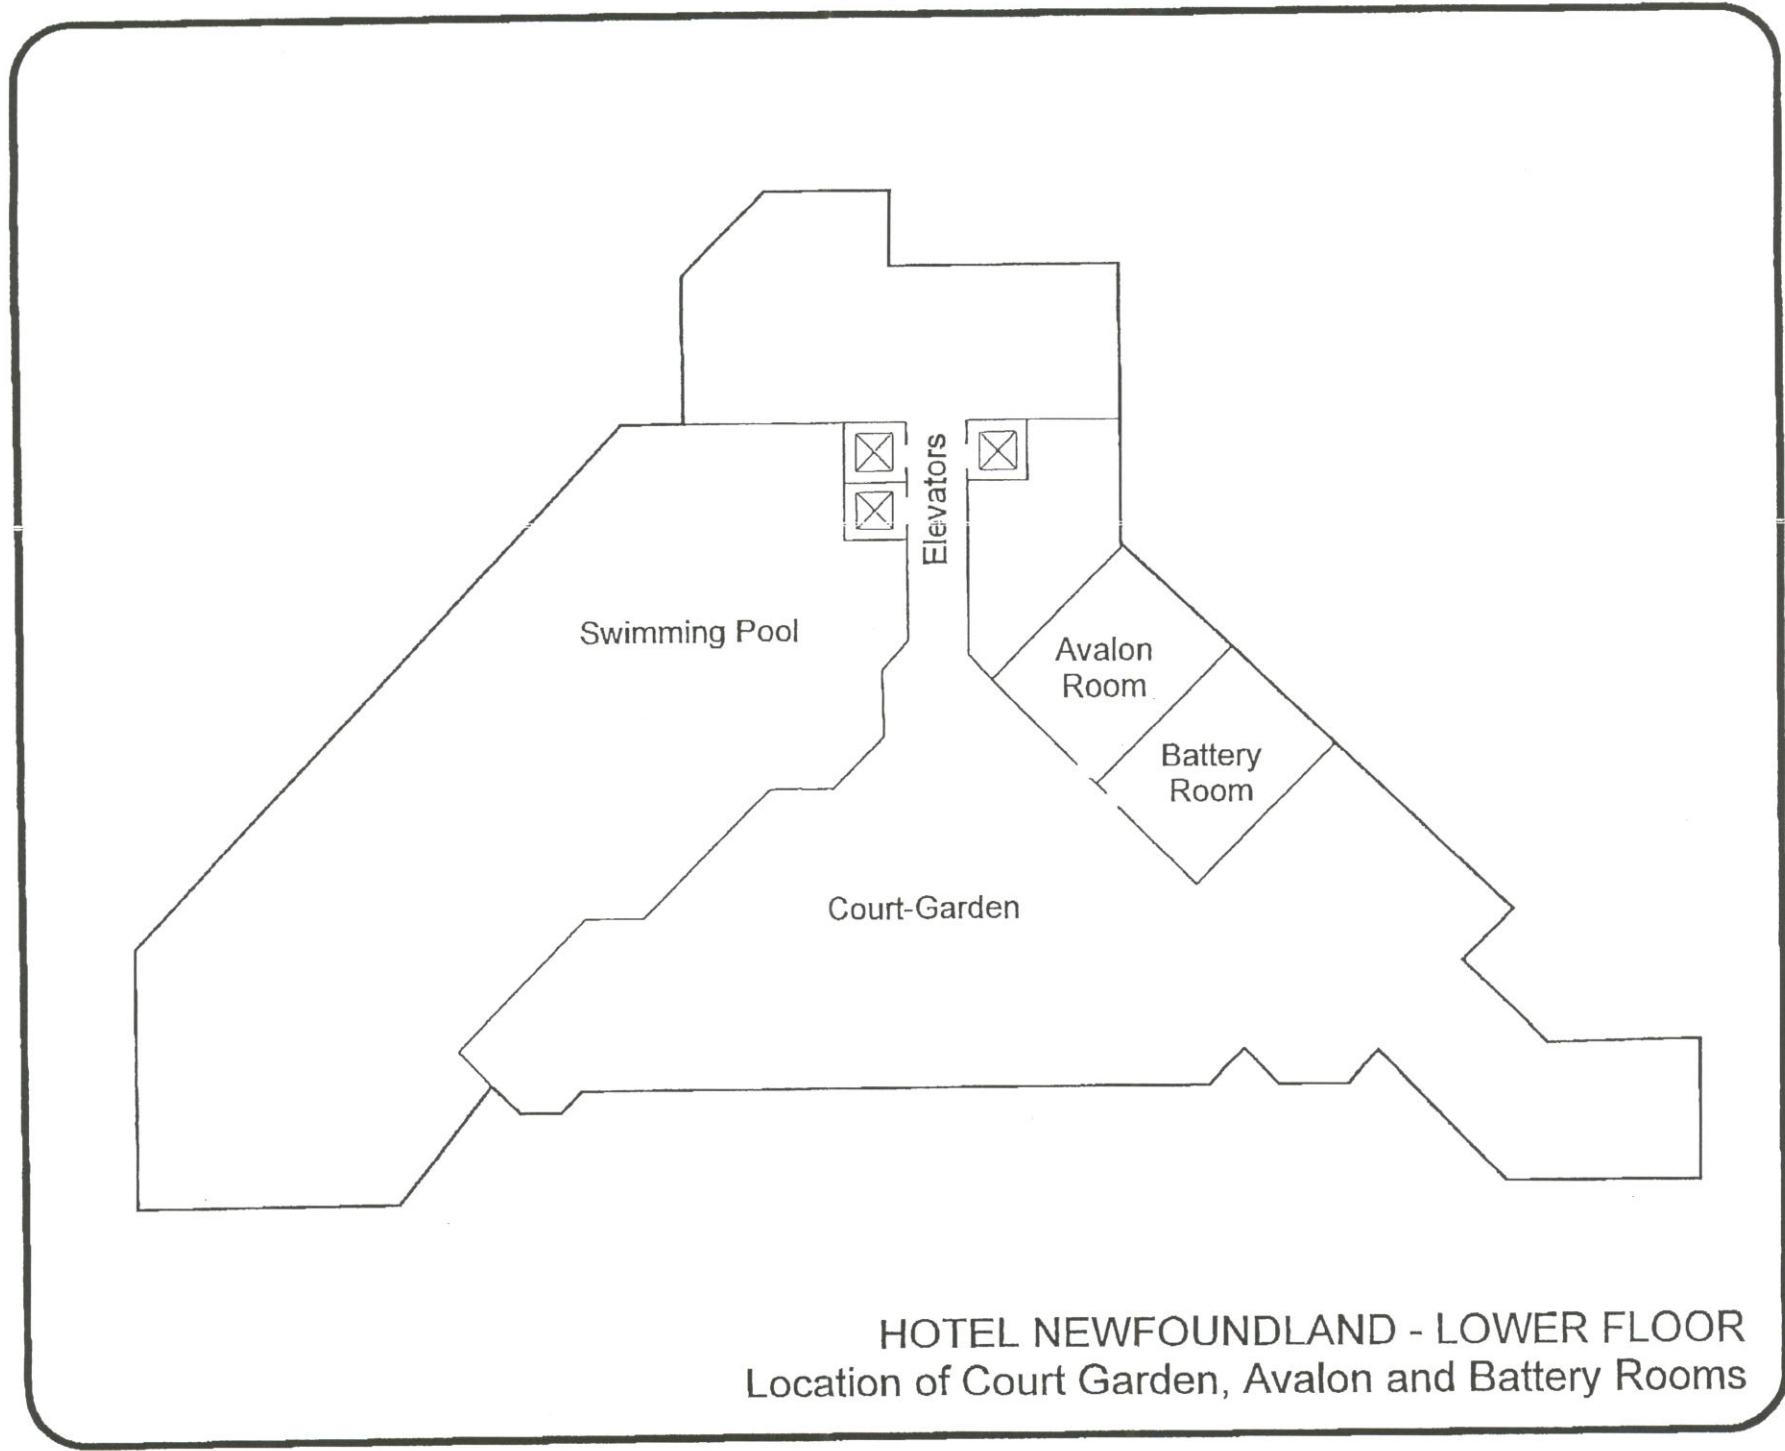 Elevators
Swimming Pool
Avalon
Room
Battery
Room
Court-Garden
HOTEL NEWFOUNDLAND - LOWER FLOOR
Location of Court Garden, Avalon and Battery Rooms